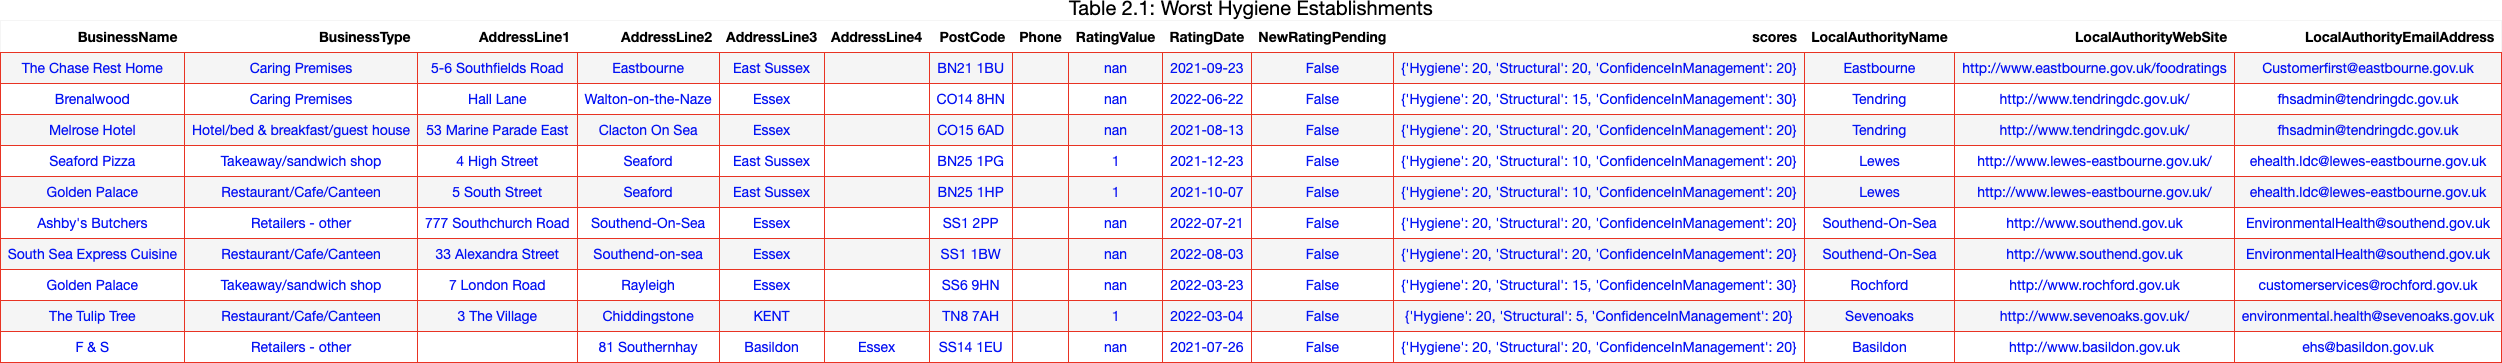 Table 2.1: Worst Hygiene Establishments
BusinessName BusinessType AddressLine1 AddressLine2 AddressLine3 AddressLine4 PostCode Phone RatingValue RatingDate NewRatingPending scores LocalAuthorityName LocalAuthorityWebSite LocalAuthorityEmailAddress
The Chase Rest Home Caring Premises 5-6 Southfields Road Eastbourne East Sussex BN21 1BU nan 2021-09-23 False {'Hygiene': 20, 'Structural': 20, 'ConfidenceInManagement': 20} Eastbourne http://www.eastbourne.gov.uk/foodratings Customerfirst@eastbourne.gov.uk
Brenalwood Caring Premises Hall Lane Walton-on-the-Naze Essex CO14 8HN nan 2022-06-22 False {'Hygiene': 20, 'Structural': 15, 'ConfidenceInManagement': 30} Tendring http://www.tendringdc.gov.uk/ fhsadmin@tendringdc.gov.uk
Melrose Hotel Hotel/bed & breakfast/guest house 53 Marine Parade East Clacton On Sea Essex CO15 6AD nan 2021-08-13 False {'Hygiene': 20, 'Structural': 20, 'ConfidenceInManagement': 20} Tendring http://www.tendringdc.gov.uk/ fhsadmin@tendringdc.gov.uk
Seaford Pizza Takeaway/sandwich shop 4 High Street Seaford East Sussex BN25 1PG 1 2021-12-23 False {'Hygiene': 20, 'Structural': 10, 'ConfidenceInManagement': 20} Lewes http://www.lewes-eastbourne.gov.uk/ ehealth.ldc@lewes-eastbourne.gov.uk
Golden Palace Restaurant/Cafe/Canteen 5 South Street Seaford East Sussex BN25 1HP 1 2021-10-07 False {'Hygiene': 20, 'Structural': 10, 'ConfidenceInManagement': 20} Lewes http://www.lewes-eastbourne.gov.uk/ ehealth.ldc@lewes-eastbourne.gov.uk
Ashby's Butchers Retailers - other 777 Southchurch Road Southend-On-Sea Essex SS1 2PP nan 2022-07-21 False {'Hygiene': 20, 'Structural': 20, 'ConfidenceInManagement': 20} Southend-On-Sea http://www.southend.gov.uk EnvironmentalHealth@southend.gov.uk
South Sea Express Cuisine Restaurant/Cafe/Canteen 33 Alexandra Street Southend-on-sea Essex SS1 1BW nan 2022-08-03 False {'Hygiene': 20, 'Structural': 20, 'ConfidenceInManagement': 20} Southend-On-Sea http://www.southend.gov.uk EnvironmentalHealth@southend.gov.uk
Golden Palace Takeaway/sandwich shop 7 London Road Rayleigh Essex SS6 9HN nan 2022-03-23 False {'Hygiene': 20, 'Structural': 15, 'ConfidenceInManagement': 30} Rochford http://www.rochford.gov.uk customerservices@rochford.gov.uk
The Tulip Tree Restaurant/Cafe/Canteen 3 The Village Chiddingstone KENT TN8 7AH 1 2022-03-04 False {'Hygiene': 20, 'Structural': 5, 'ConfidenceInManagement': 20} Sevenoaks http://www.sevenoaks.gov.uk/ environmental.health@sevenoaks.gov.uk
F & S Retailers - other 81 Southernhay Basildon Essex SS14 1EU nan 2021-07-26 False {'Hygiene': 20, 'Structural': 20, 'ConfidenceInManagement': 20} Basildon http://www.basildon.gov.uk ehs@basildon.gov.uk